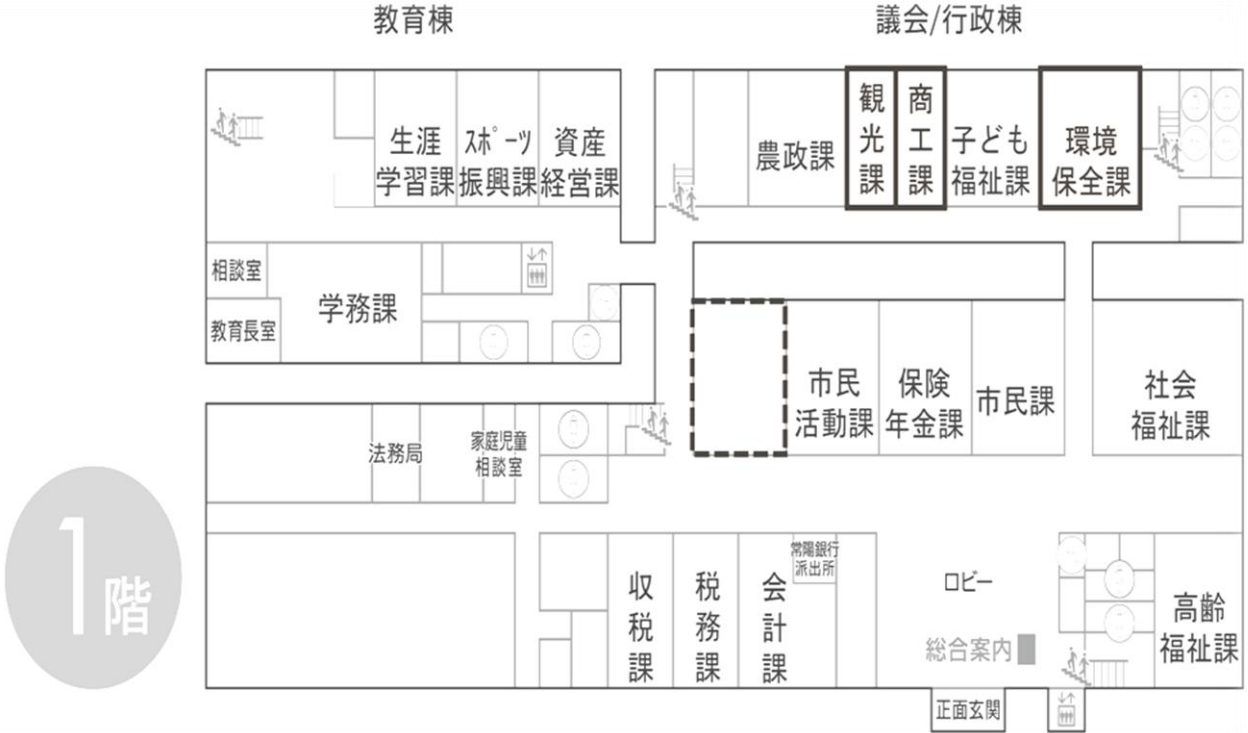 教育棟
議会/行政棟
生涯
学習課
スポーツ
振興課
資産
経営課
農政課
観光課
商工課
子ども
福祉課
環境
保全課
相談室
学務課
教育長室
市民
活動課
保険
年金課
市民課
社会
福祉課
法務局
家庭児童
相談室
1階
収税課
税務課
会計課
常陽銀行
派出所
ロビー
総合案内
高齢
福祉課
正面玄関